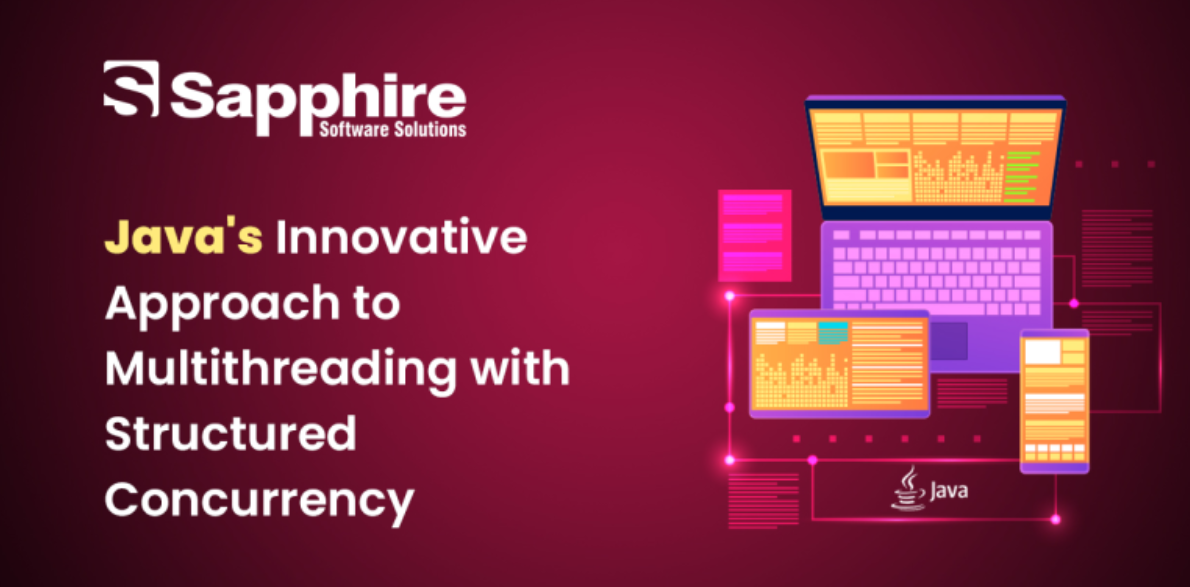 Sapphire
Software Solutions
Java's Innovative
Approach to
Multithreading with
Structured
Concurrency
Java